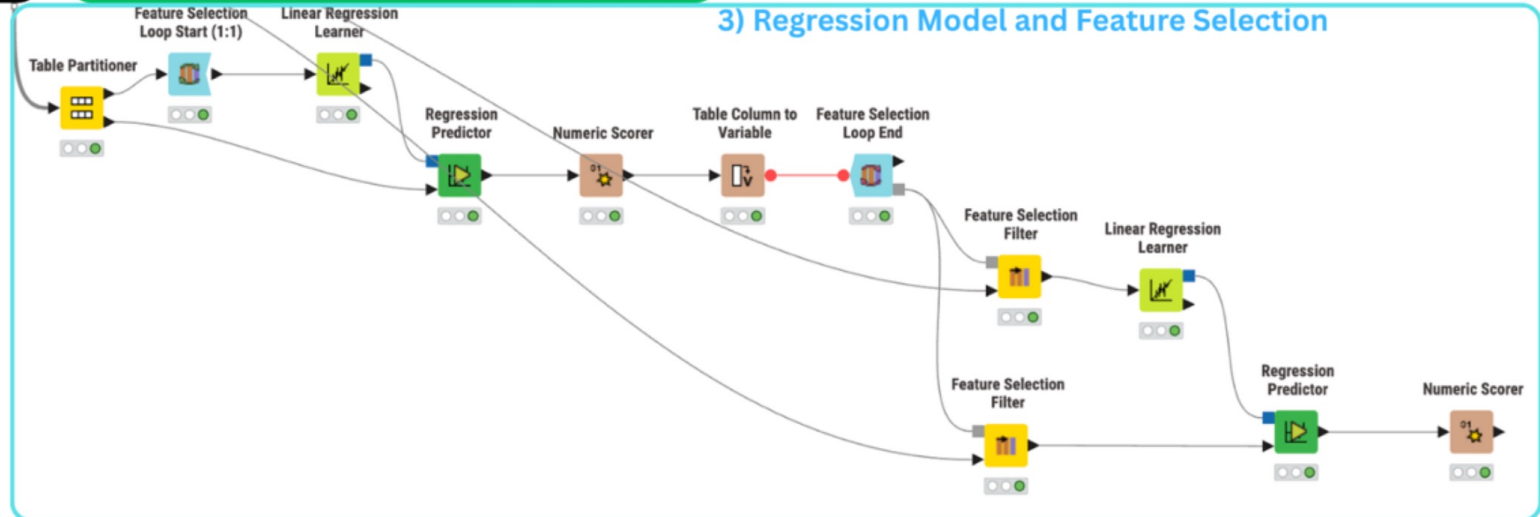 3) Regression Model and Feature Selection
Feature Selection
Loop Start (1:1)
Linear Regression
Learner
Table Partitioner
Regression
Predictor
Numeric Scorer
Table Column to
Variable
Feature Selection
Loop End
Feature Selection
Filter
Linear Regression
Learner
Feature Selection
Filter
Regression
Predictor
Numeric Scorer